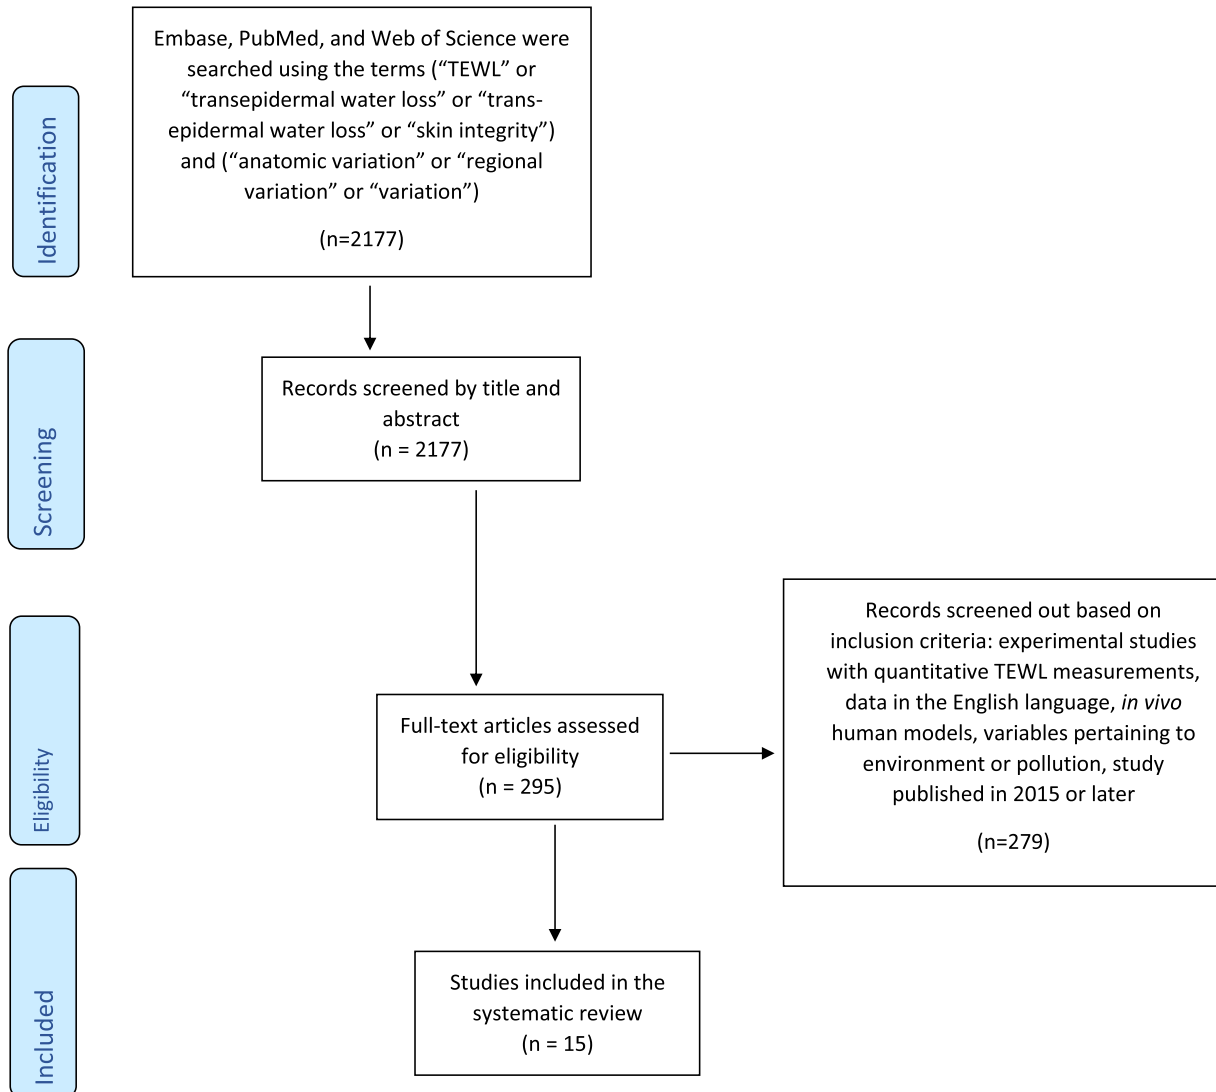 Identification
Embase, PubMed, and Web of Science were
searched using the terms (“TEWL” or
“transepidermal water loss” or “trans-
epidermal water loss” or “skin integrity”)
and (“anatomic variation” or “regional
variation” or “variation”)
(n=2177)
Screening
Records screened by title and
abstract
(n = 2177)
Eligibility
Full-text articles assessed
for eligibility
(n = 295)
Records screened out based on
inclusion criteria: experimental studies
with quantitative TEWL measurements,
data in the English language, in vivo
human models, variables pertaining to
environment or pollution, study
published in 2015 or later
(n=279)
Included
Studies included in the
systematic review
(n = 15)